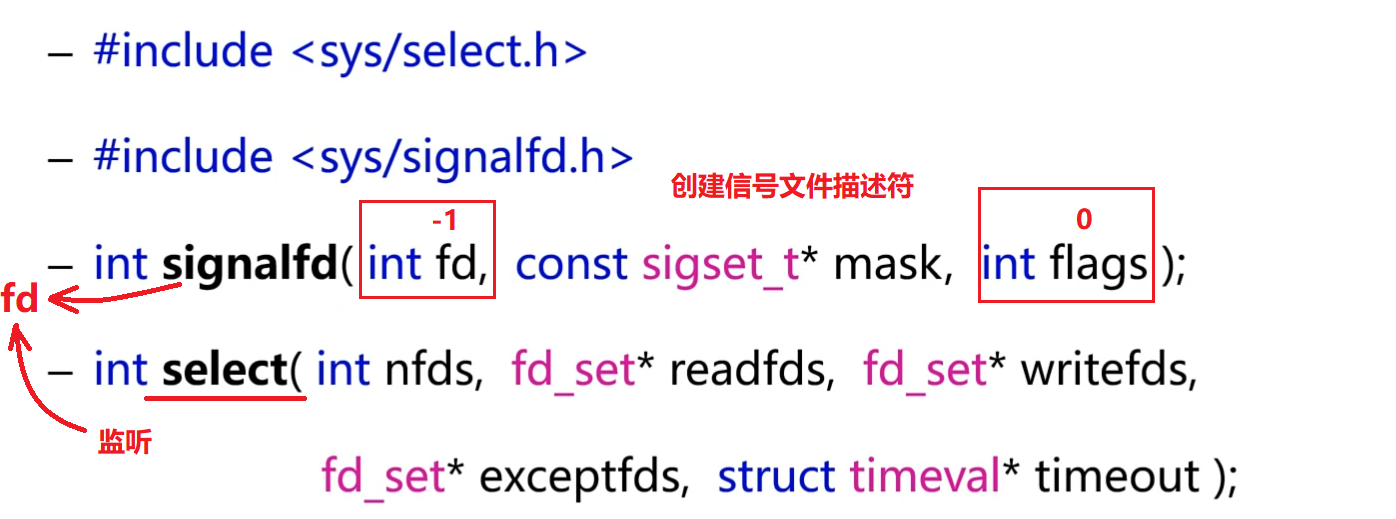 – #include <sys/select.h>
– #include <sys/signalfd.h>
创建信号文件描述符
-1 0
– int signalfd( int fd, const sigset_t* mask, int flags );
fd
– int select( int nfds, fd_set* readfds, fd_set* writefds,
监听
fd_set* exceptfds, struct timeval* timeout );